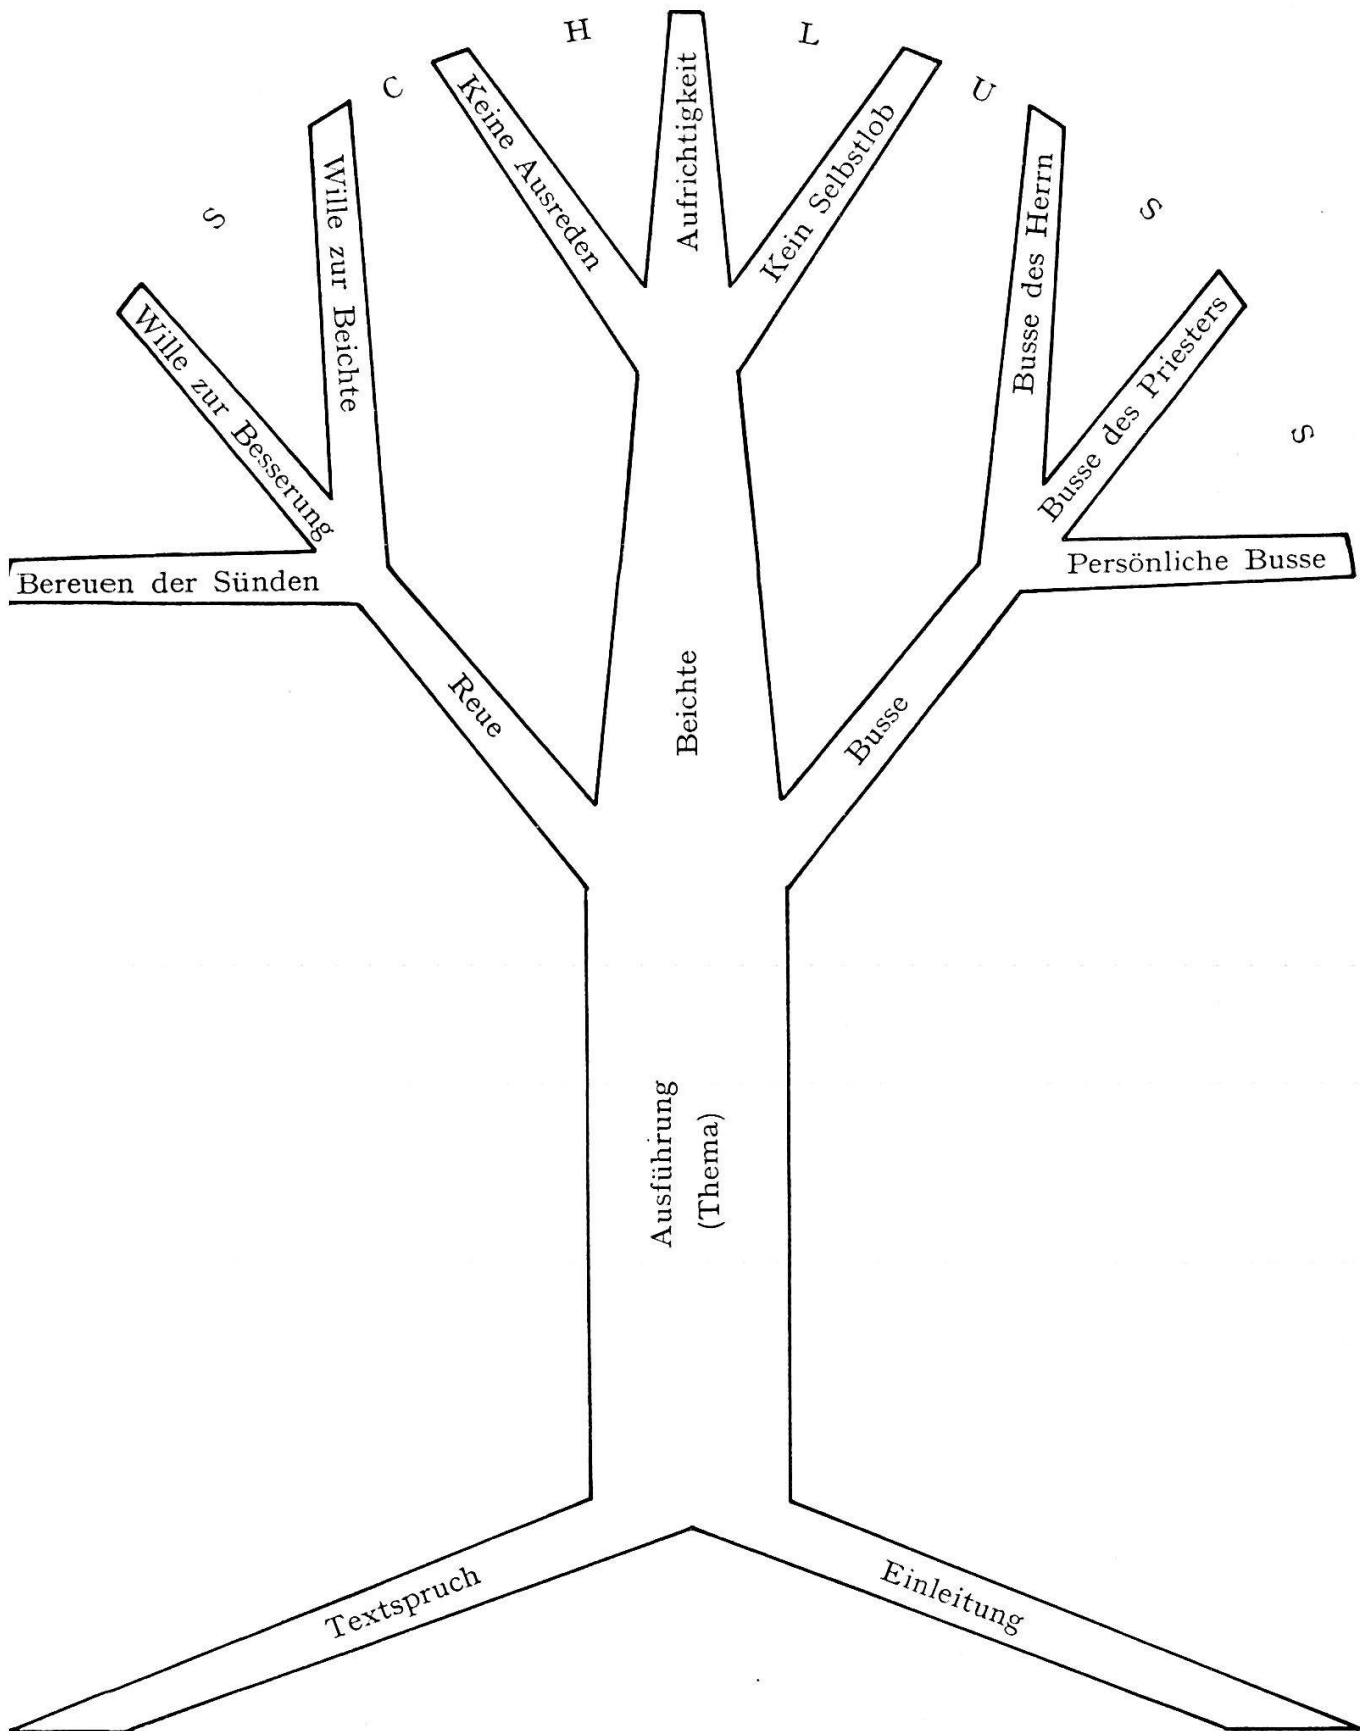 S C H L U S S
Bereuen der Sünden
Wille zur Besserung
Wille zur Beichte
Keine Ausreden
Aufrichtigkeit
Kein Selbstlob
Busse des Herrn
Busse des Priesters
Persönliche Busse
Reue
Beichte
Busse
Ausführung
(Thema)
Textspruch
Einleitung